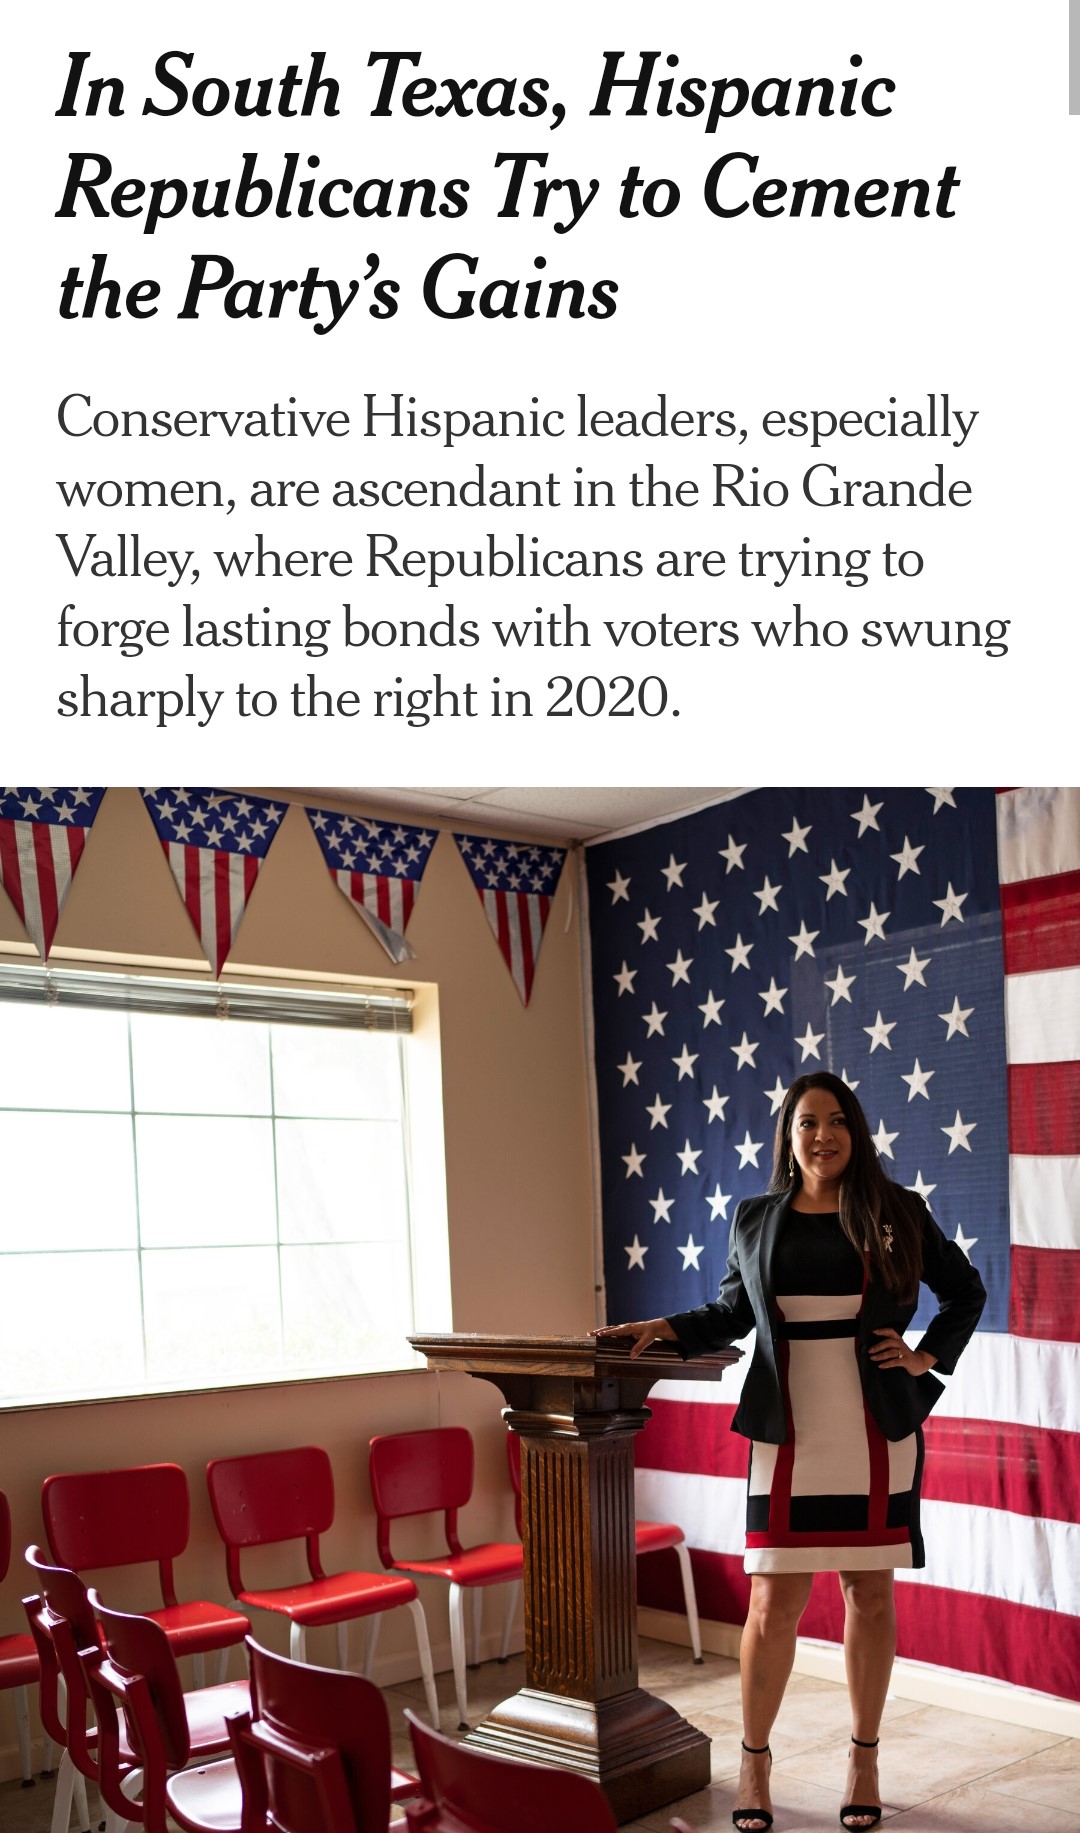 In South Texas, Hispanic
Republicans Try to Cement
the Party’s Gains
Conservative Hispanic leaders, especially
women, are ascendant in the Rio Grande
Valley, where Republicans are trying to
forge lasting bonds with voters who swung
sharply to the right in 2020.